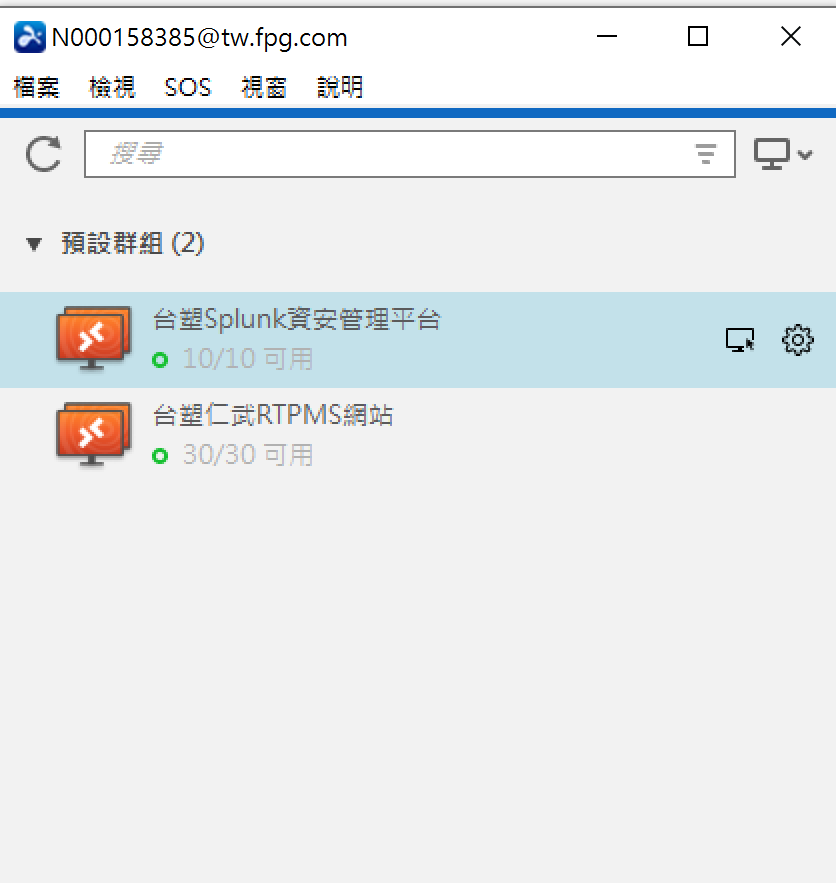 N000158385@tw.fpg.com
檔案 檢視 SOS 視窗 說明
搜尋
預設群組 (2)
台塑Splunk資安管理平台
10/10 可用
台塑仁武RTPMS網站
30/30 可用